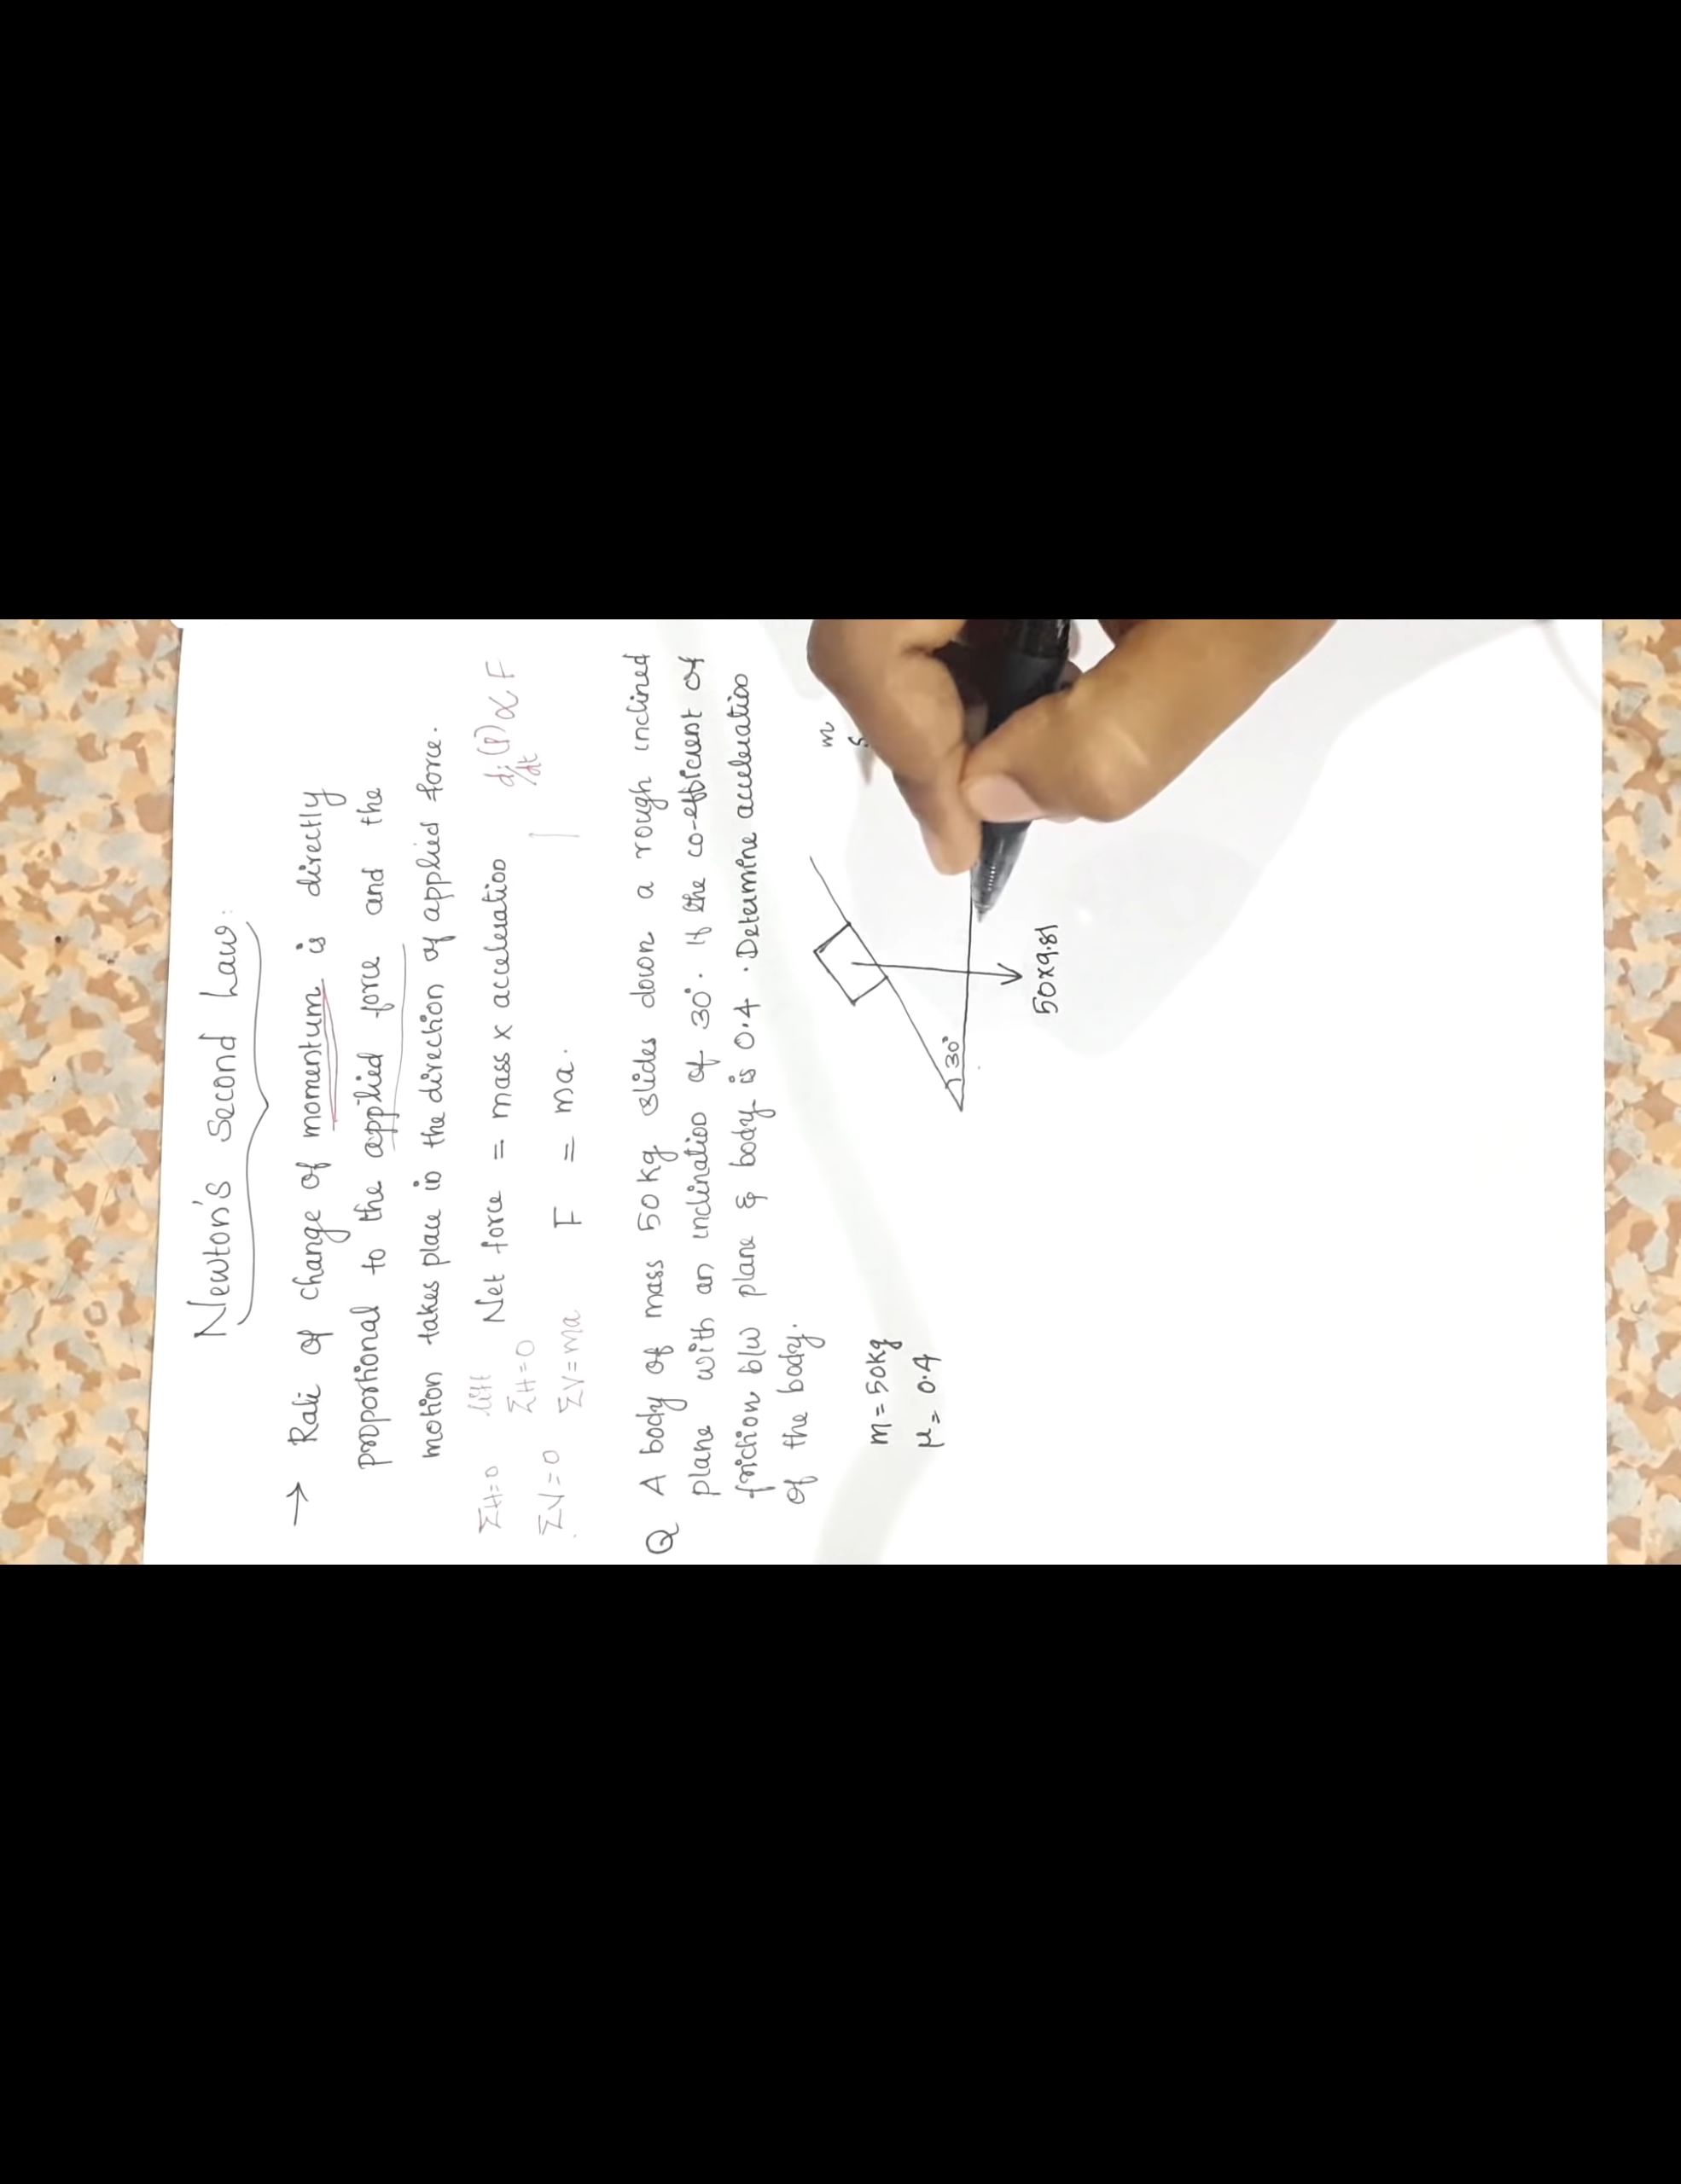 Newton's Second Law:
→ Rate of change of momentum is directly
proportional to the applied force and the
motion takes place in the direction of applied force.
ΣH=0 lift Net force = mass x acceleration d/dt (P) ∝ F
ΣH=0
ΣV=0 ΣV=ma F = ma.
Q A body of mass 50kg slides down a rough inclined
plane with an inclination of 30°. If the co-efficient of
friction b/w plane & body is 0.4. Determine acceleration
of the body.
m
m = 50kg
μ = 0.4
30°
50x9.81